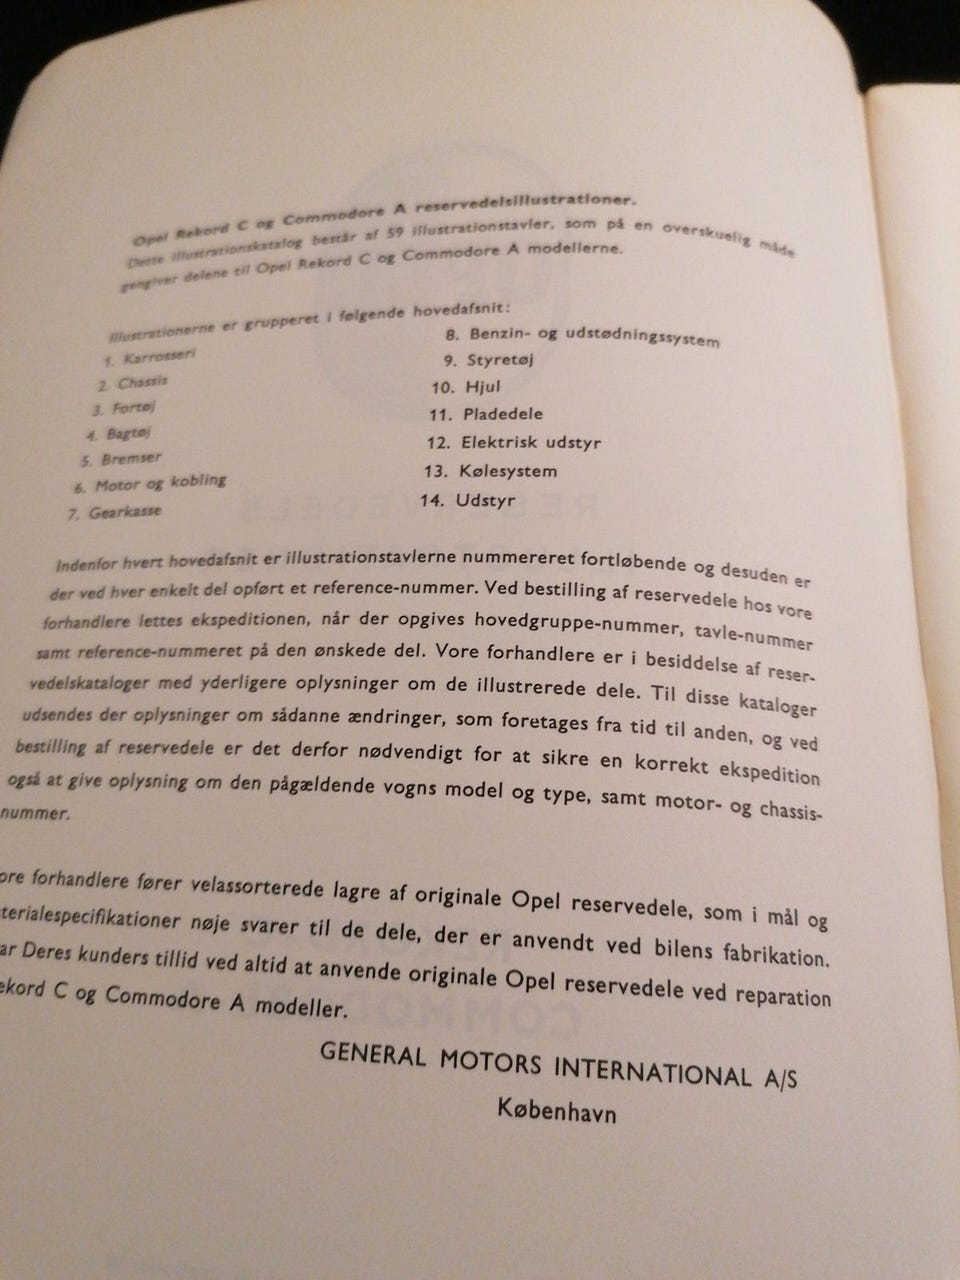 Opel Rekord C og Commodore A reservedelsillustrationer.
Dette illustrationskatalog består af 59 illustrationstavler, som på en overskuelig måde
gengiver delene til Opel Rekord C og Commodore A modellerne.
Illustrationerne er grupperet i følgende hovedafsnit:
1. Karrosseri
2. Chassis
3. Fortøj
4. Bagtøj
5. Bremser
6. Motor og kobling
7. Gearkasse
8. Benzin- og udstødningssystem
9. Styretøj
10. Hjul
11. Pladedele
12. Elektrisk udstyr
13. Kølesystem
14. Udstyr
Indenfor hvert hovedafsnit er illustrationstavlerne nummereret fortløbende og desuden er
der ved hver enkelt del opført et reference-nummer. Ved bestilling af reservedele hos vore
forhandlere lettes ekspeditionen, når der opgives hovedgruppe-nummer, tavle-nummer
samt reference-nummeret på den ønskede del. Vore forhandlere er i besiddelse af reser-
vedelskataloger med yderligere oplysninger om de illustrerede dele. Til disse kataloger
udsendes der oplysninger om sådanne ændringer, som foretages fra tid til anden, og ved
bestilling af reservedele er det derfor nødvendigt for at sikre en korrekt ekspedition
også at give oplysning om den pågældende vogns model og type, samt motor- og chassis-
nummer.
ore forhandlere fører velassorterede lagre af originale Opel reservedele, som i mål og
terialespecifikationer nøje svarer til de dele, der er anvendt ved bilens fabrikation.
ar Deres kunders tillid ved altid at anvende originale Opel reservedele ved reparation
ekord C og Commodore A modeller.
GENERAL MOTORS INTERNATIONAL A/S
København